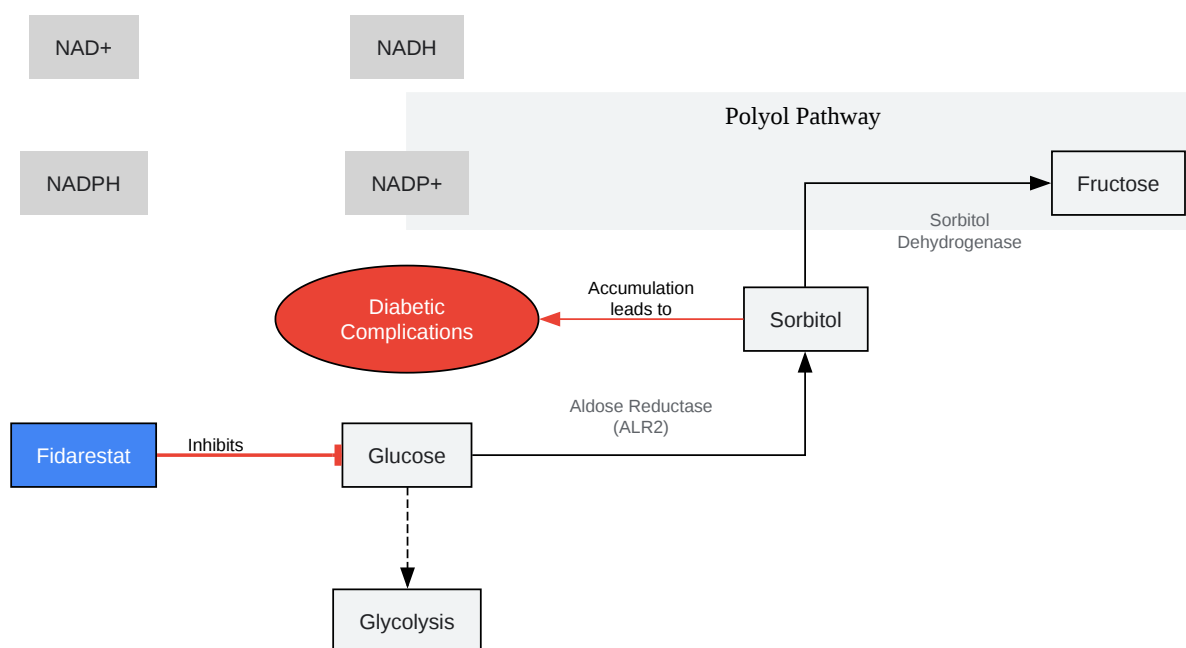 NAD+
NADH
Polyol Pathway
NADPH
NADP+
Fructose
Sorbitol
Dehydrogenase
Diabetic
Complications
Accumulation
leads to
Sorbitol
Aldose Reductase
(ALR2)
Fidarestat
Inhibits
Glucose
Glycolysis